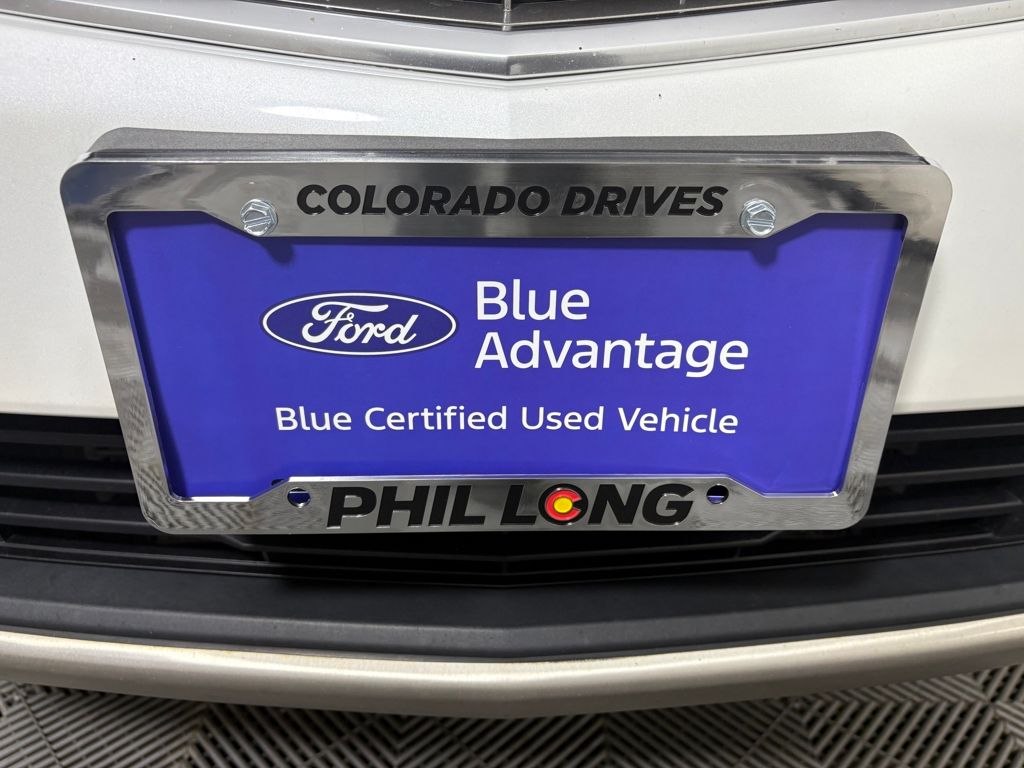 COLORADO DRIVES
Ford
Blue
Advantage
Blue Certified Used Vehicle
PHIL LONG